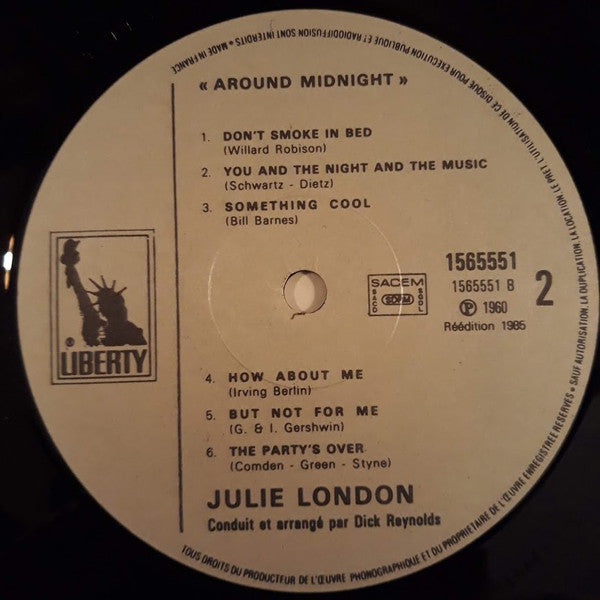 « AROUND MIDNIGHT »
1. DON'T SMOKE IN BED
(Willard Robison)
2. YOU AND THE NIGHT AND THE MUSIC
(Schwartz - Dietz)
3. SOMETHING COOL
(Bill Barnes)
® LIBERTY
SACEM
SACD
SDRM
SGDL
1565551
1565551 B
℗ 1960
Réédition 1985
2
4. HOW ABOUT ME
(Irving Berlin)
5. BUT NOT FOR ME
(G. & I. Gershwin)
6. THE PARTY'S OVER
(Comden - Green - Styne)
JULIE LONDON
Conduit et arrangé par Dick Reynolds
TOUS DROITS DU PRODUCTEUR DE L'ŒUVRE PHONOGRAPHIQUE ET DU PROPRIETAIRE DE L'ŒUVRE ENREGISTREE RESERVES • SAUF AUTORISATION, LA DUPLICATION, LA LOCATION, LE PRET, L'UTILISATION DE CE DISQUE POUR EXECUTION PUBLIQUE ET RADIODIFFUSION SONT INTERDITS • MADE IN FRANCE